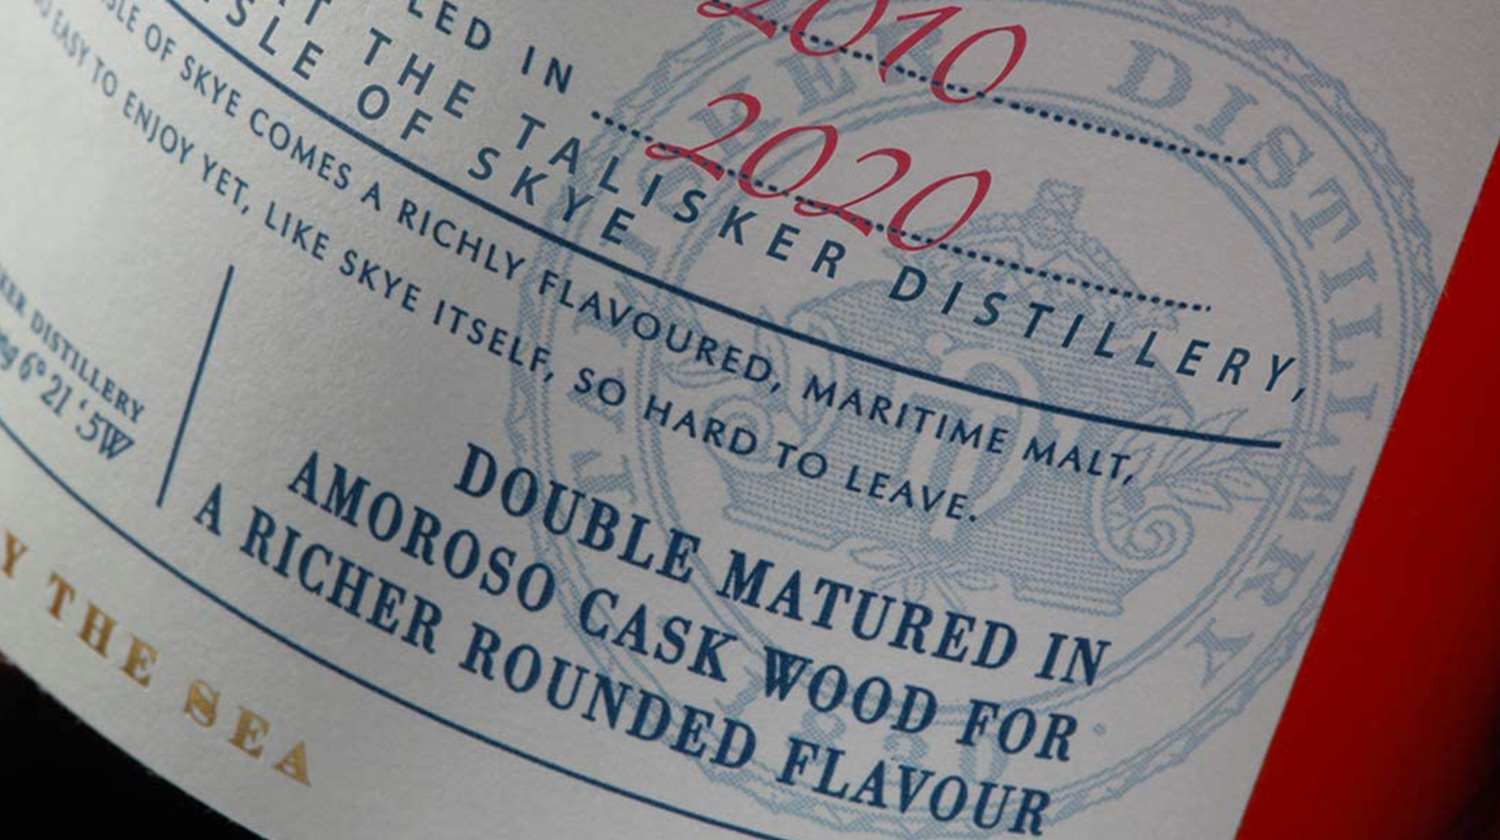 2010
LED IN 2020
AT THE TALISKER DISTILLERY,
ISLE OF SKYE
ISLE OF SKYE COMES A RICHLY FLAVOURED, MARITIME MALT,
SO EASY TO ENJOY YET, LIKE SKYE ITSELF, SO HARD TO LEAVE.
DISTILLERY
6° 21 '5W
DOUBLE MATURED IN
AMOROSO CASK WOOD FOR
A RICHER ROUNDED FLAVOUR
Y THE SEA
DISTILLERY